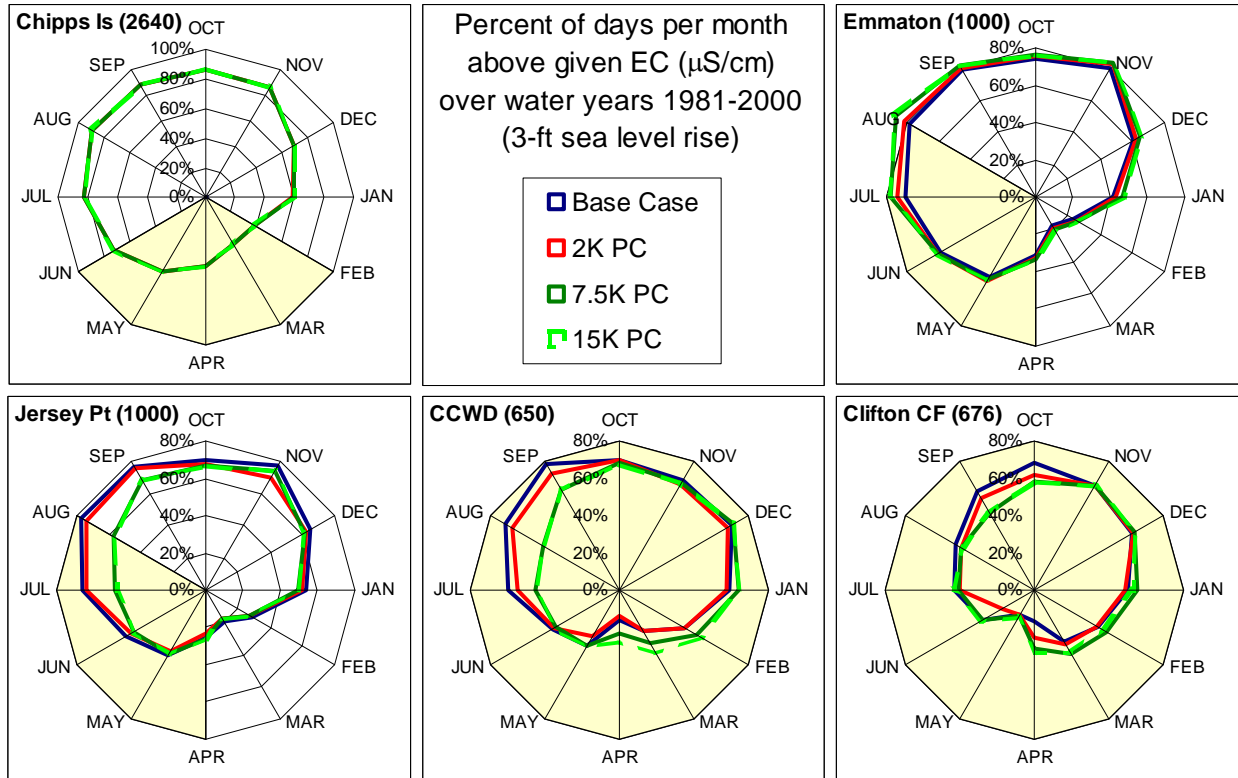 Chipps Is (2640)
OCT
100%
SEP
NOV
80%
60%
AUG
DEC
40%
20%
JUL
0%
JAN
JUN
FEB
MAY
MAR
APR
Percent of days per month
above given EC (μS/cm)
over water years 1981-2000
(3-ft sea level rise)
Base Case
2K PC
7.5K PC
15K PC
Emmaton (1000)
OCT
80%
SEP
NOV
60%
AUG
DEC
40%
20%
JUL
0%
JAN
JUN
FEB
MAY
MAR
APR
Jersey Pt (1000)
OCT
80%
SEP
NOV
60%
AUG
DEC
40%
20%
JUL
0%
JAN
JUN
FEB
MAY
MAR
APR
CCWD (650)
OCT
80%
SEP
NOV
60%
AUG
DEC
40%
20%
JUL
0%
JAN
JUN
FEB
MAY
MAR
APR
Clifton CF (676)
OCT
80%
SEP
NOV
60%
AUG
DEC
40%
20%
JUL
0%
JAN
JUN
FEB
MAY
MAR
APR